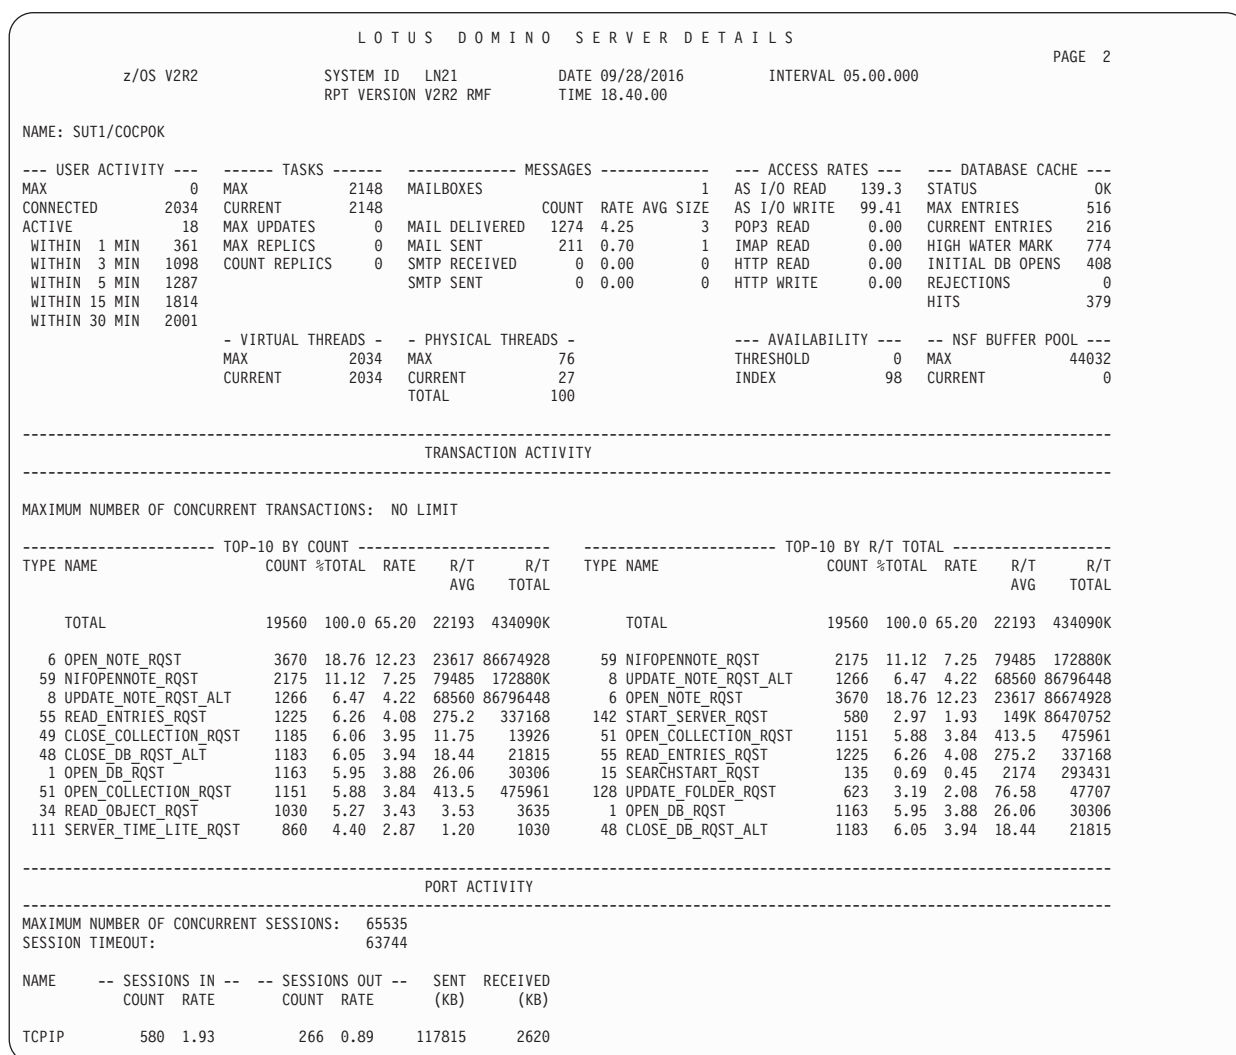 L O T U S   D O M I N O   S E R V E R  D E T A I L S
PAGE  2
z/OS V2R2               SYSTEM ID   LN21            DATE 09/28/2016          INTERVAL 05.00.000
RPT VERSION V2R2 RMF        TIME 18.40.00
NAME: SUT1/COCPOK
--- USER ACTIVITY ---   ------ TASKS ------   ------------- MESSAGES -------------   --- ACCESS RATES ---   --- DATABASE CACHE ---
MAX                 0   MAX            2148   MAILBOXES                          1   AS I/O READ    139.3   STATUS              OK
CONNECTED        2034   CURRENT        2148                   COUNT  RATE AVG SIZE   AS I/O WRITE   99.41   MAX ENTRIES        516
ACTIVE             18   MAX UPDATES       0   MAIL DELIVERED   1274  4.25        3   POP3 READ       0.00   CURRENT ENTRIES    216
WITHIN  1 MIN    361   MAX REPLICS       0   MAIL SENT         211  0.70        1   IMAP READ       0.00   HIGH WATER MARK    774
WITHIN  3 MIN   1098   COUNT REPLICS     0   SMTP RECEIVED       0  0.00        0   HTTP READ       0.00   INITIAL DB OPENS   408
WITHIN  5 MIN   1287                         SMTP SENT           0  0.00        0   HTTP WRITE      0.00   REJECTIONS           0
WITHIN 15 MIN   1814                                                                                       HITS               379
WITHIN 30 MIN   2001
- VIRTUAL THREADS -   - PHYSICAL THREADS -                   --- AVAILABILITY ---   -- NSF BUFFER POOL ---
MAX            2034   MAX               76                   THRESHOLD          0   MAX              44032
CURRENT        2034   CURRENT           27                   INDEX             98   CURRENT              0
TOTAL            100
----------------------------------------------------------------------------------------------------------------------------------
TRANSACTION ACTIVITY
----------------------------------------------------------------------------------------------------------------------------------
MAXIMUM NUMBER OF CONCURRENT TRANSACTIONS:  NO LIMIT
----------------------- TOP-10 BY COUNT -----------------------    ----------------------- TOP-10 BY R/T TOTAL -------------------
TYPE NAME                    COUNT %TOTAL  RATE    R/T      R/T    TYPE NAME                    COUNT %TOTAL  RATE    R/T      R/T
AVG    TOTAL    AVG    TOTAL
TOTAL                   19560  100.0 65.20  22193  434090K         TOTAL                   19560  100.0 65.20  22193  434090K
6 OPEN_NOTE_RQST           3670  18.76 12.23  23617 86674928     59 NIFOPENNOTE_RQST         2175  11.12  7.25  79485  172880K
59 NIFOPENNOTE_RQST         2175  11.12  7.25  79485  172880K      8 UPDATE_NOTE_RQST_ALT     1266   6.47  4.22  68560 86796448
8 UPDATE_NOTE_RQST_ALT     1266   6.47  4.22  68560 86796448      6 OPEN_NOTE_RQST           3670  18.76 12.23  23617 86674928
55 READ_ENTRIES_RQST        1225   6.26  4.08  275.2   337168    142 START_SERVER_RQST         580   2.97  1.93   149K 86470752
49 CLOSE_COLLECTION_RQST    1185   6.06  3.95  11.75    13926     51 OPEN_COLLECTION_RQST     1151   5.88  3.84  413.5   475961
48 CLOSE_DB_RQST_ALT        1183   6.05  3.94  18.44    21815     55 READ_ENTRIES_RQST        1225   6.26  4.08  275.2   337168
1 OPEN_DB_RQST             1163   5.95  3.88  26.06    30306     15 SEARCHSTART_RQST          135   0.69  0.45   2174   293431
51 OPEN_COLLECTION_RQST     1151   5.88  3.84  413.5   475961    128 UPDATE_FOLDER_RQST        623   3.19  2.08  76.58    47707
34 READ_OBJECT_RQST         1030   5.27  3.43   3.53     3635      1 OPEN_DB_RQST             1163   5.95  3.88  26.06    30306
111 SERVER_TIME_LITE_RQST     860   4.40  2.87   1.20     1030     48 CLOSE_DB_RQST_ALT        1183   6.05  3.94  18.44    21815
----------------------------------------------------------------------------------------------------------------------------------
PORT ACTIVITY
----------------------------------------------------------------------------------------------------------------------------------
MAXIMUM NUMBER OF CONCURRENT SESSIONS:   65535
SESSION TIMEOUT:                         63744
NAME     -- SESSIONS IN --  -- SESSIONS OUT --   SENT  RECEIVED
COUNT  RATE        COUNT  RATE       (KB)      (KB)
TCPIP         580  1.93          266  0.89     117815      2620